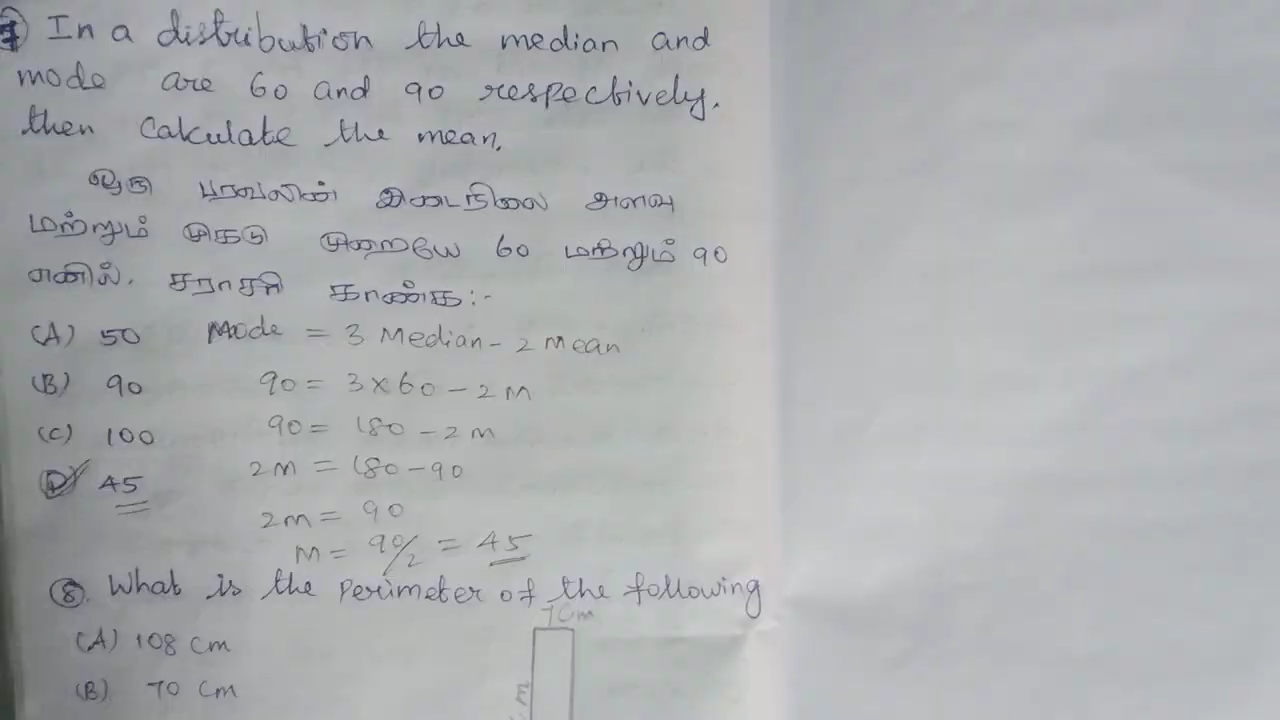 7) In a distribution the median and
mode are 60 and 90 respectively.
then Calculate the mean.
ஒரு பரவலின் இடைநிலை அளவு
மற்றும் முகடு முறையே 60 மற்றும் 90
எனில். சராசரி காண்க:-
(A) 50 Mode = 3 Median - 2 Mean
(B) 90 90 = 3 x 60 - 2 M
(C) 100 90 = 180 - 2 M
(D) 45 2M = 180 - 90
2M = 90
M = 90/2 = 45
8. What is the perimeter of the following
7cm
(A) 108 cm
(B) 70 cm